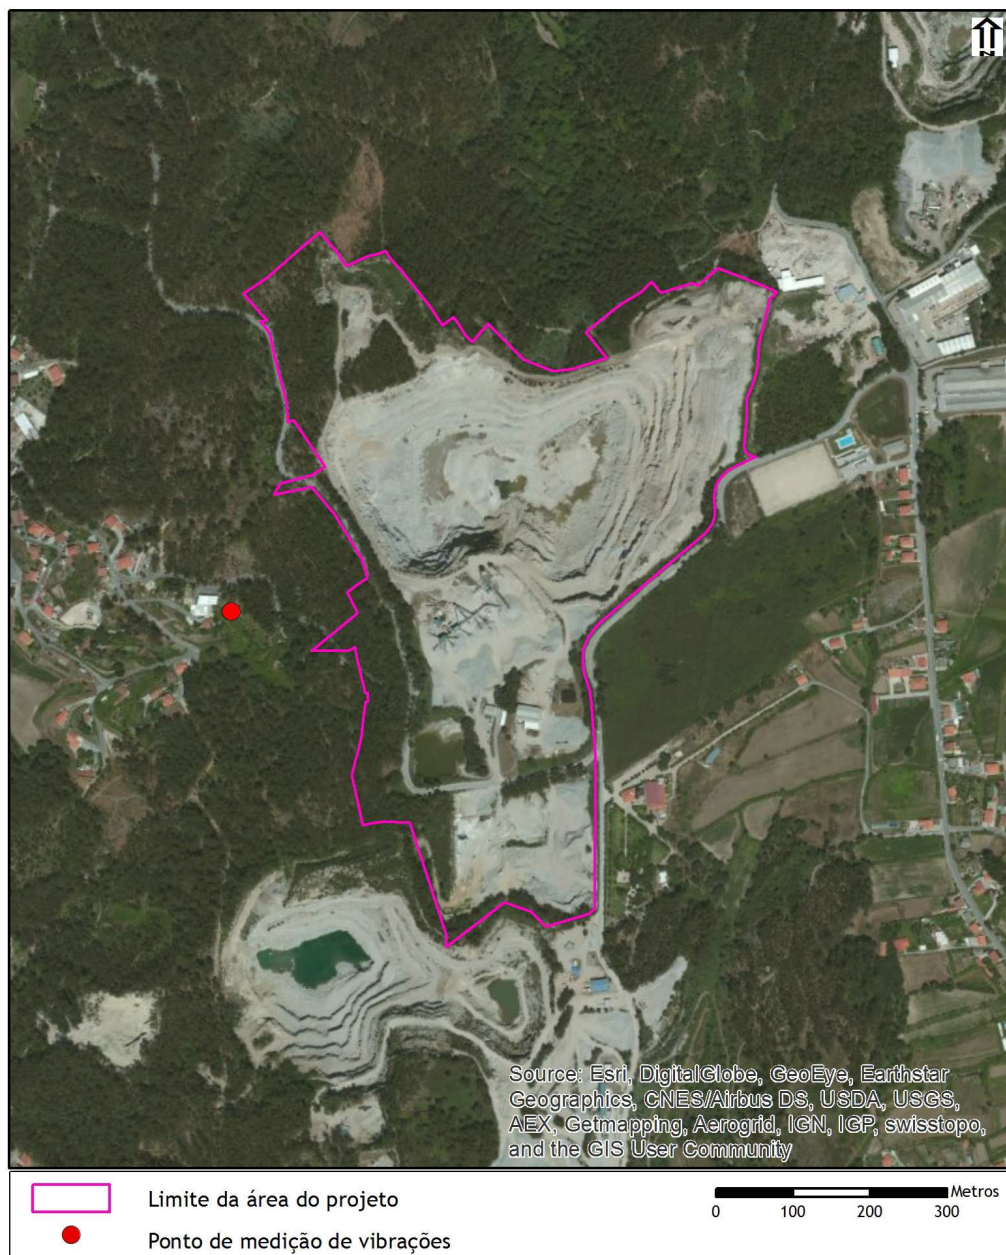 N
Source: Esri, DigitalGlobe, GeoEye, Earthstar
Geographics, CNES/Airbus DS, USDA, USGS,
AEX, Getmapping, Aerogrid, IGN, IGP, swisstopo,
and the GIS User Community
Limite da área do projeto
Ponto de medição de vibrações
Metros
0 100 200 300